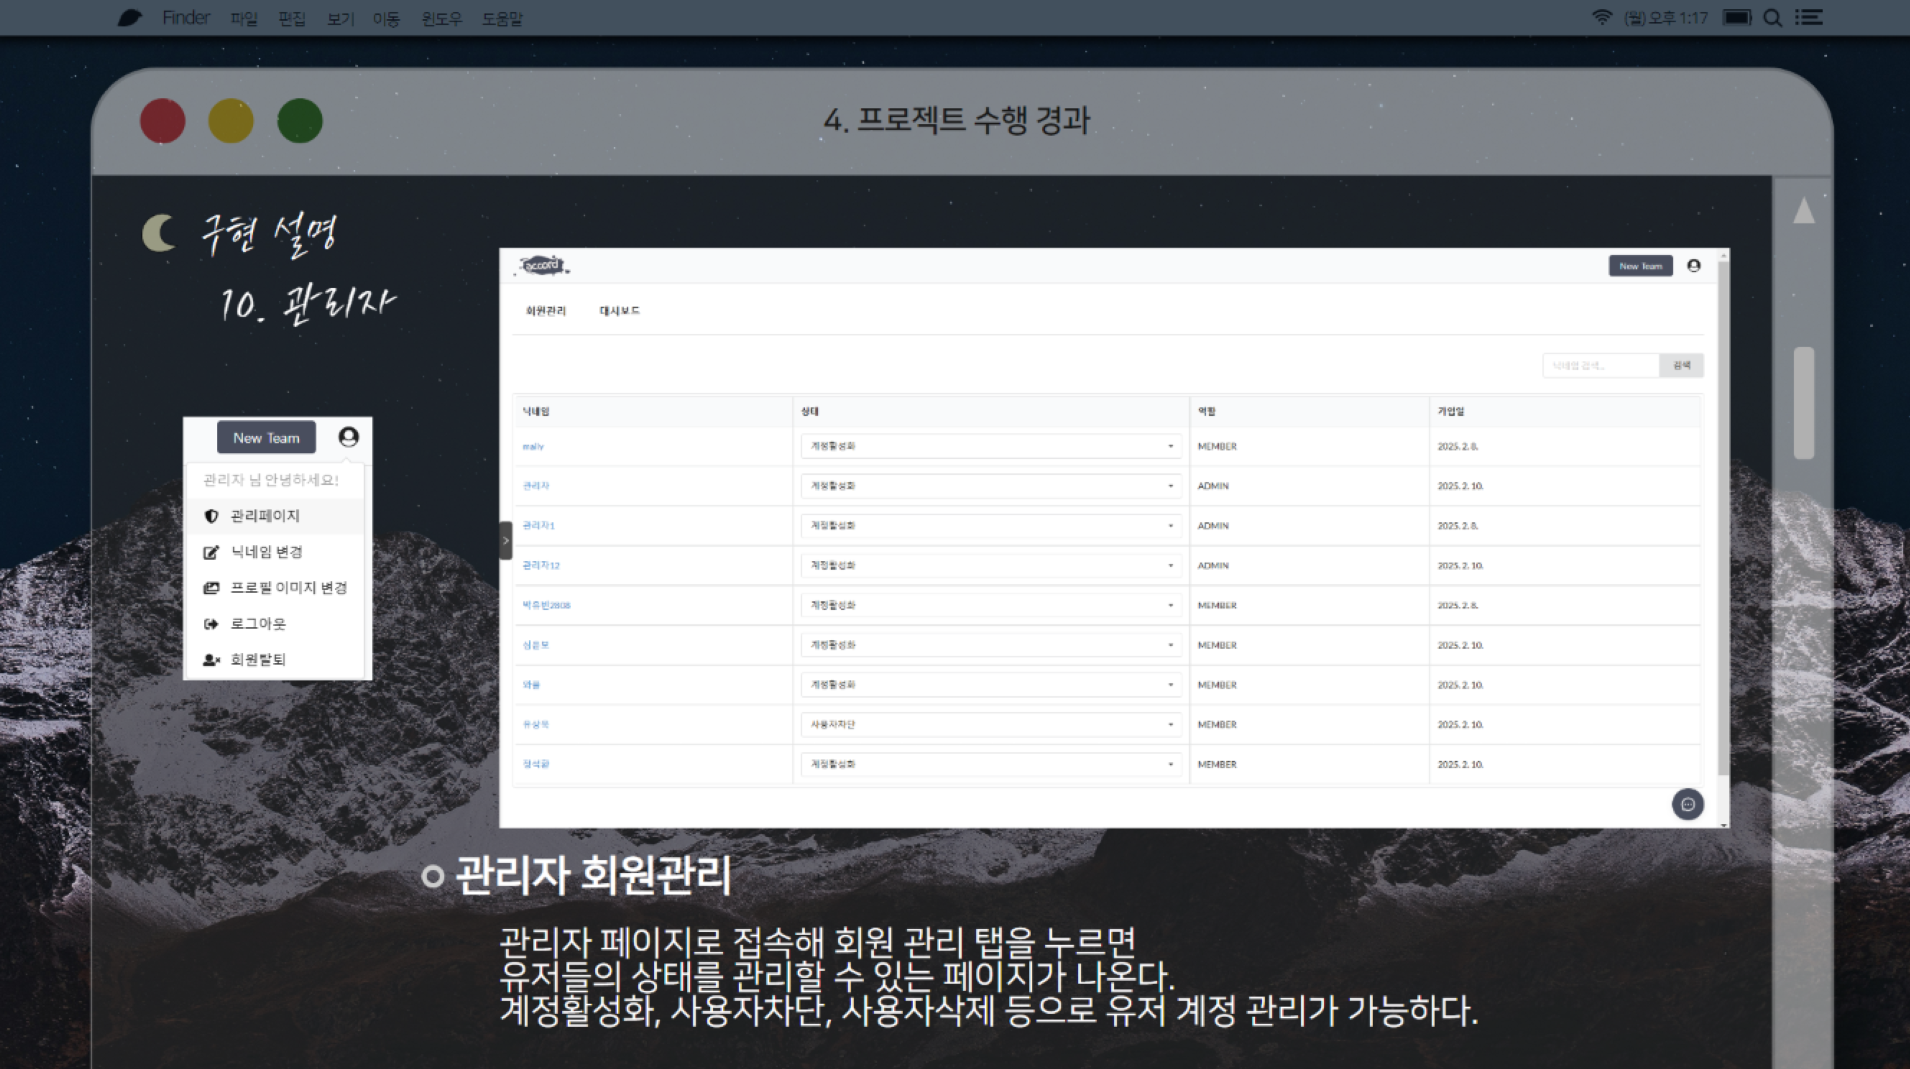 Finder 파일 편집 보기 이동 윈도우 도움말
(월)오후 1:17
4. 프로젝트 수행 경과
구현 설명
10. 관리자
New Team
관리자 님 안녕하세요!
관리페이지
닉네임 변경
프로필 이미지 변경
로그아웃
회원탈퇴
accord
New Team
회원관리 대시보드
닉네임 검색... 검색
닉네임 상태 역할 가입일
maily 계정활성화 MEMBER 2025. 2. 8.
관리자 계정활성화 ADMIN 2025. 2. 10.
관리자1 계정활성화 ADMIN 2025. 2. 8.
관리자12 계정활성화 ADMIN 2025. 2. 10.
계정활성화 MEMBER 2025. 2. 8.
계정활성화 MEMBER 2025. 2. 10.
계정활성화 MEMBER 2025. 2. 10.
사용자차단 MEMBER 2025. 2. 10.
계정활성화 MEMBER 2025. 2. 10.
관리자 회원관리
관리자 페이지로 접속해 회원 관리 탭을 누르면
유저들의 상태를 관리할 수 있는 페이지가 나온다.
계정활성화, 사용자차단, 사용자삭제 등으로 유저 계정 관리가 가능하다.